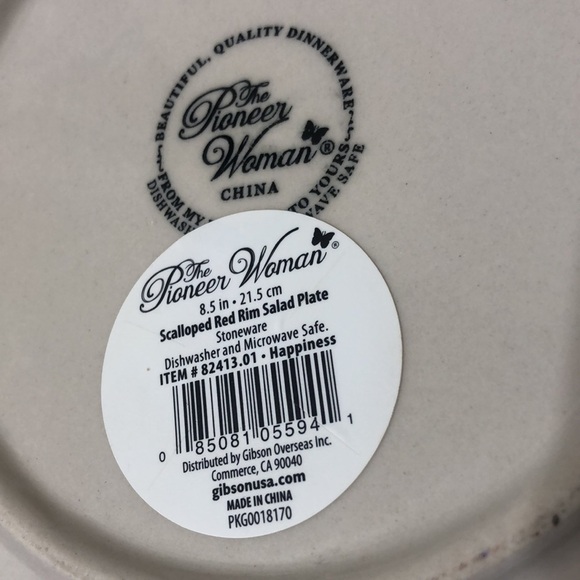 BEAUTIFUL, QUALITY DINNERWARE
The
Pioneer
Woman®
CHINA
FROM MY TO YOURS
DISHWAS WAVE SAFE
The
Pioneer Woman®
8.5 in • 21.5 cm
Scalloped Red Rim Salad Plate
Stoneware
Dishwasher and Microwave Safe.
ITEM # 82413.01 • Happiness
0 85081 05594 1
Distributed by Gibson Overseas Inc.
Commerce, CA 90040
gibsonusa.com
MADE IN CHINA
PKG0018170